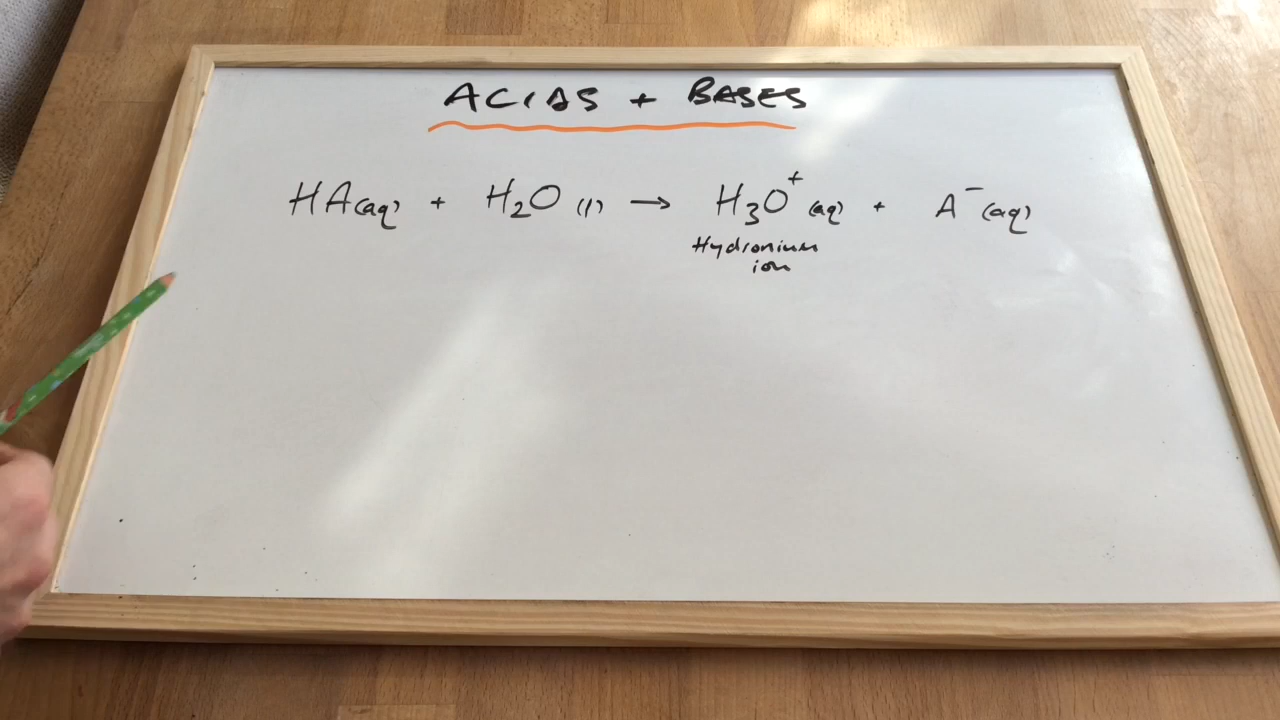 ACIDS + BASES
HA(aq) + H₂O (l) → H₃O⁺ (aq) + A⁻ (aq)
Hydronium
ion